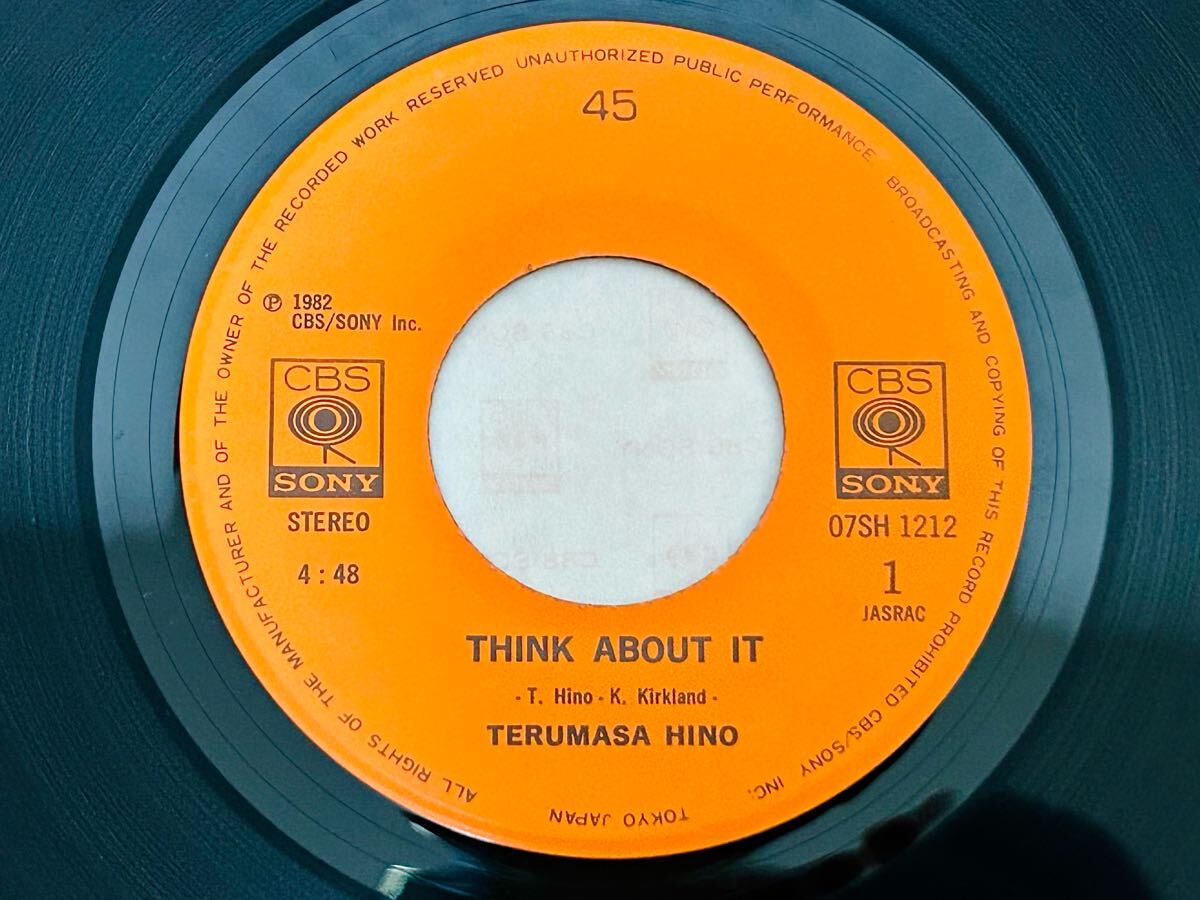 ALL RIGHTS OF THE MANUFACTURER AND OF THE OWNER OF THE RECORDED WORK RESERVED UNAUTHORIZED PUBLIC PERFORMANCE BROADCASTING AND COPYING OF THIS RECORD PROHIBITED CBS/SONY INC.
TOKYO JAPAN
45
℗ 1982
CBS/SONY Inc.
CBS
SONY
STEREO
4:48
CBS
SONY
07SH 1212
1
JASRAC
THINK ABOUT IT
- T. Hino - K. Kirkland -
TERUMASA HINO